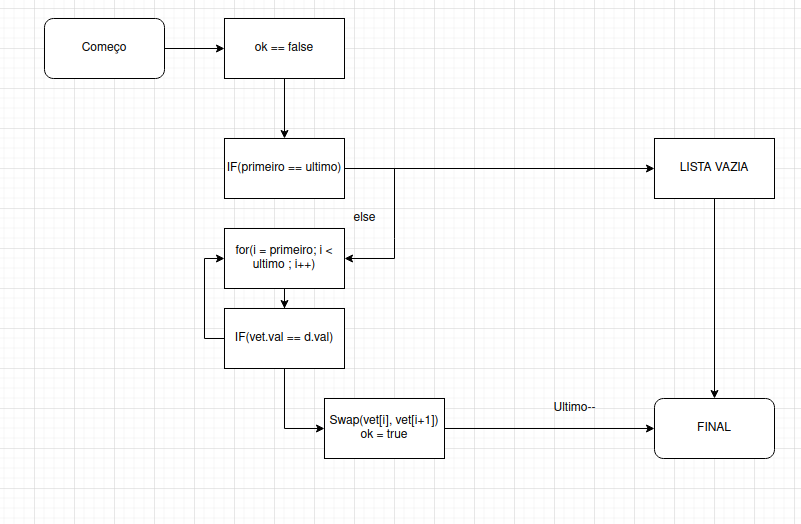 Começo
ok == false
IF(primeiro == ultimo)
LISTA VAZIA
else
for(i = primeiro; i <
ultimo ; i++)
IF(vet.val == d.val)
Swap(vet[i], vet[i+1])
ok = true
Ultimo--
FINAL